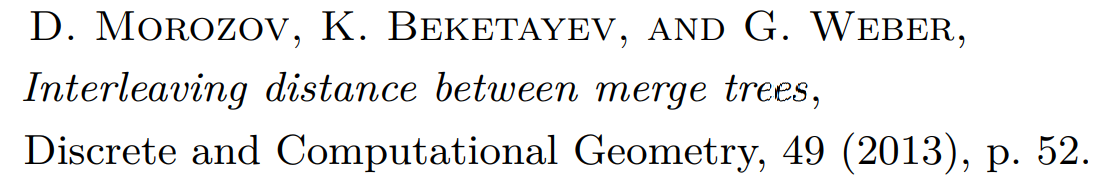 D. MOROZOV, K. BEKETAYEV, AND G. WEBER,
Interleaving distance between merge trees,
Discrete and Computational Geometry, 49 (2013), p. 52.